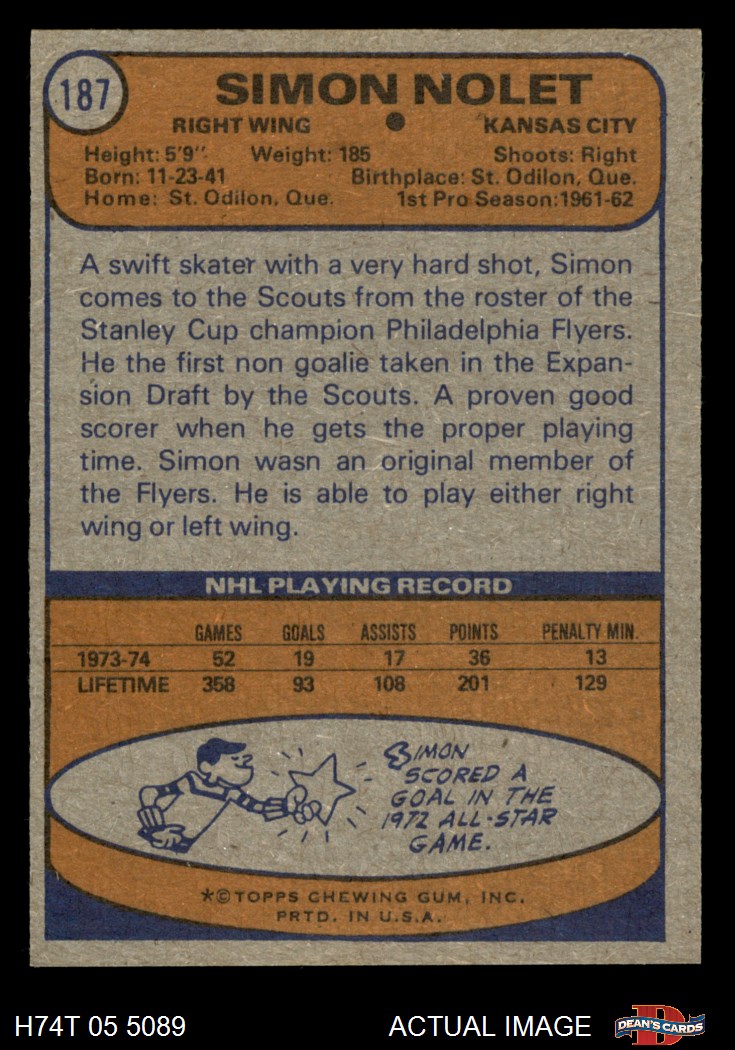 187
SIMON NOLET
RIGHT WING • KANSAS CITY
Height: 5'9" Weight: 185 Shoots: Right
Born: 11-23-41 Birthplace: St. Odilon, Que.
Home: St. Odilon, Que. 1st Pro Season:1961-62
A swift skater with a very hard shot, Simon
comes to the Scouts from the roster of the
Stanley Cup champion Philadelphia Flyers.
He the first non goalie taken in the Expan-
sion Draft by the Scouts. A proven good
scorer when he gets the proper playing
time. Simon wasn an original member of
the Flyers. He is able to play either right
wing or left wing.
NHL PLAYING RECORD
GAMES GOALS ASSISTS POINTS PENALTY MIN.
1973-74 52 19 17 36 13
LIFETIME 358 93 108 201 129
SIMON
SCORED A
GOAL IN THE
1972 ALL-STAR
GAME.
*©TOPPS CHEWING GUM, INC.
PRTD. IN U.S.A.
H74T 05 5089 ACTUAL IMAGE
D
DEAN'S CARDS